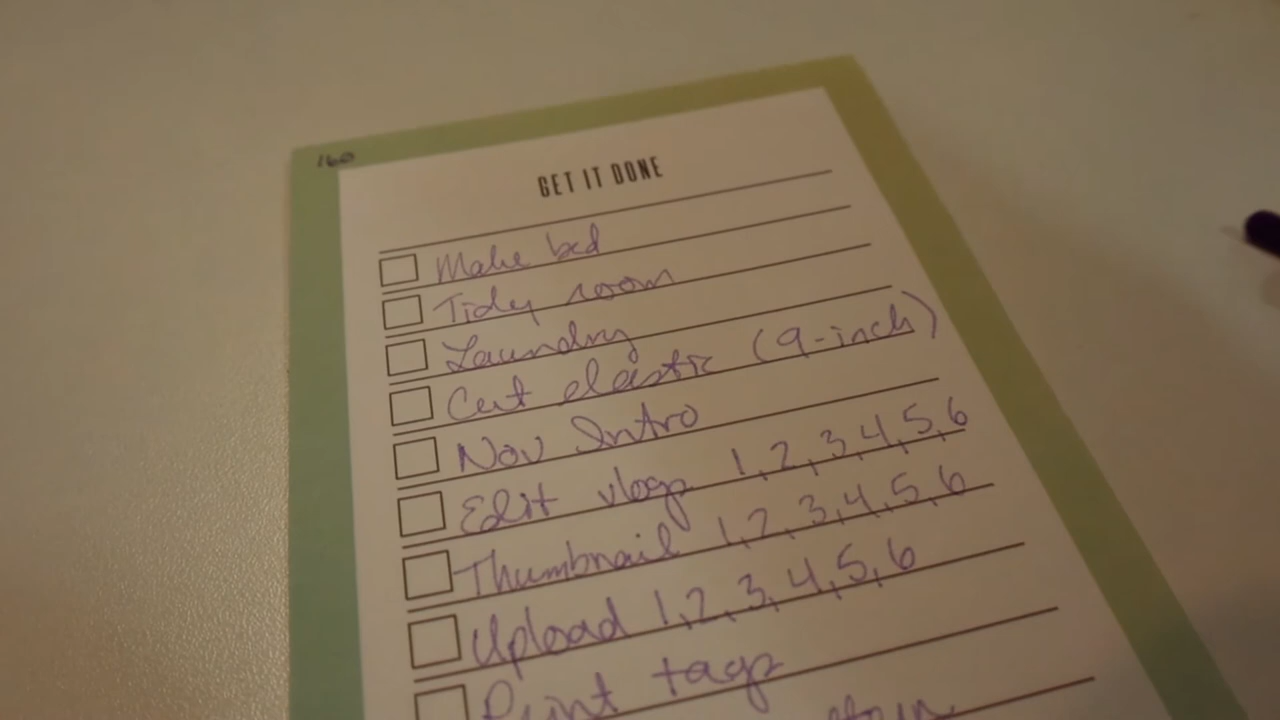 160
GET IT DONE
Make bed
Tidy room
Laundry
Cut elastic (9-inch)
Nov Intro
Edit vlogs 1,2,3,4,5,6
Thumbnail 1,2,3,4,5,6
Upload 1,2,3,4,5,6
Print tags